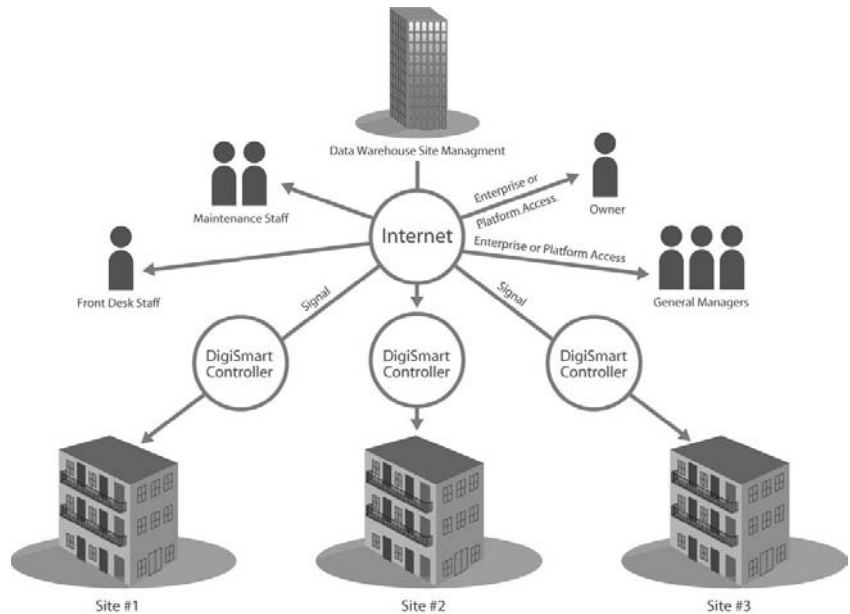 Data Warehouse Site Managment
Maintenance Staff
Enterprise or
Platform Access
Owner
Internet
Enterprise or Platform Access
Front Desk Staff
General Managers
Signal
Signal
DigiSmart
Controller
DigiSmart
Controller
DigiSmart
Controller
Site #1
Site #2
Site #3